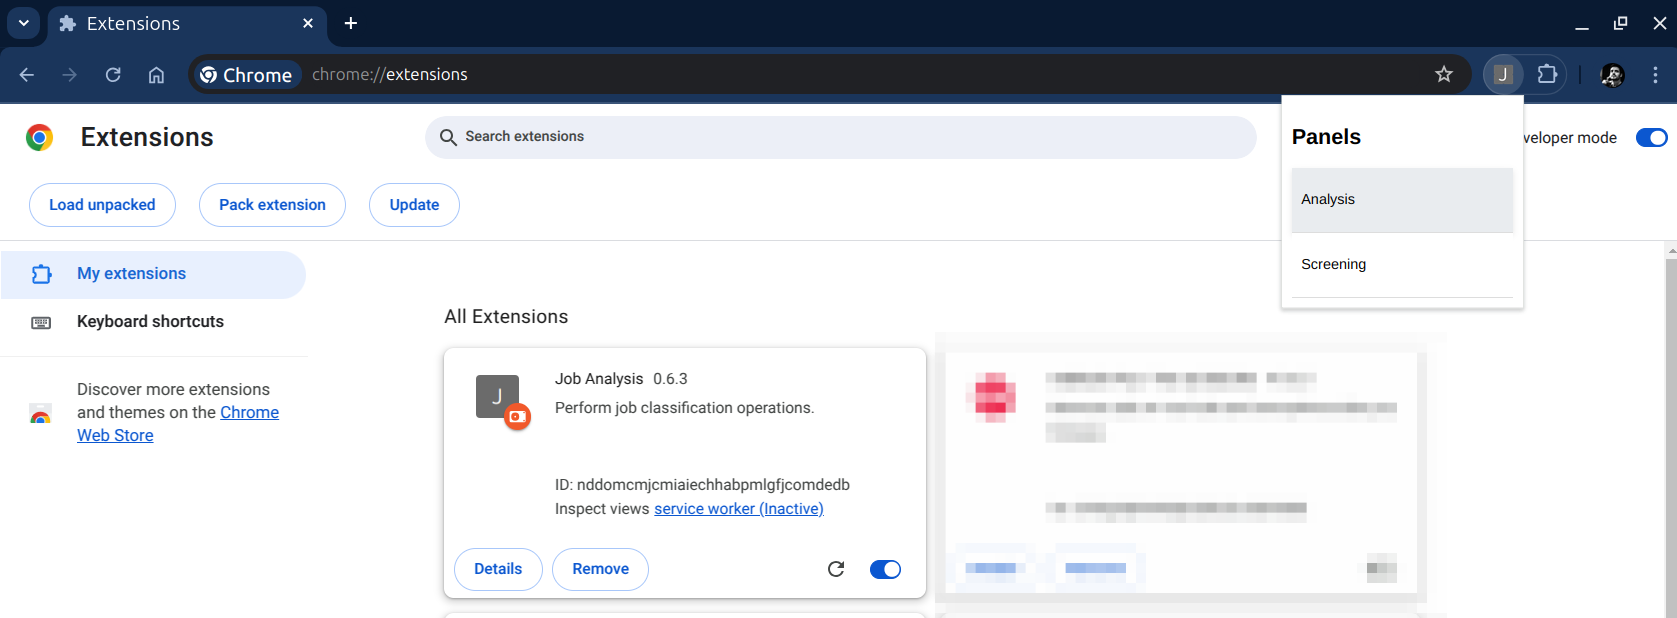 Extensions
Chrome chrome://extensions
J
Extensions
Search extensions
Panels
veloper mode
Load unpacked
Pack extension
Update
Analysis
Screening
My extensions
Keyboard shortcuts
Discover more extensions
and themes on the Chrome
Web Store
All Extensions
J
Job Analysis 0.6.3
Perform job classification operations.
ID: nddomcmjcmiaiechhabpmlgfjcomdedb
Inspect views service worker (Inactive)
Details
Remove